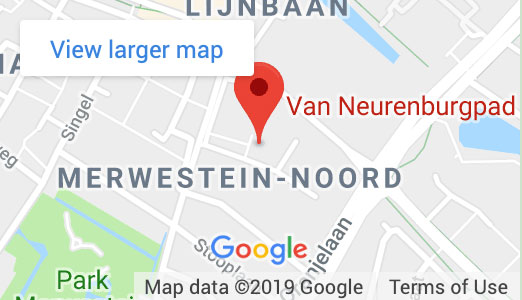 LIJNBAAN
View larger map
Singel
Van Neurenburgpad
MERWESTEIN-NOORD
Google
Park
Map data ©2019 Google
Terms of Use